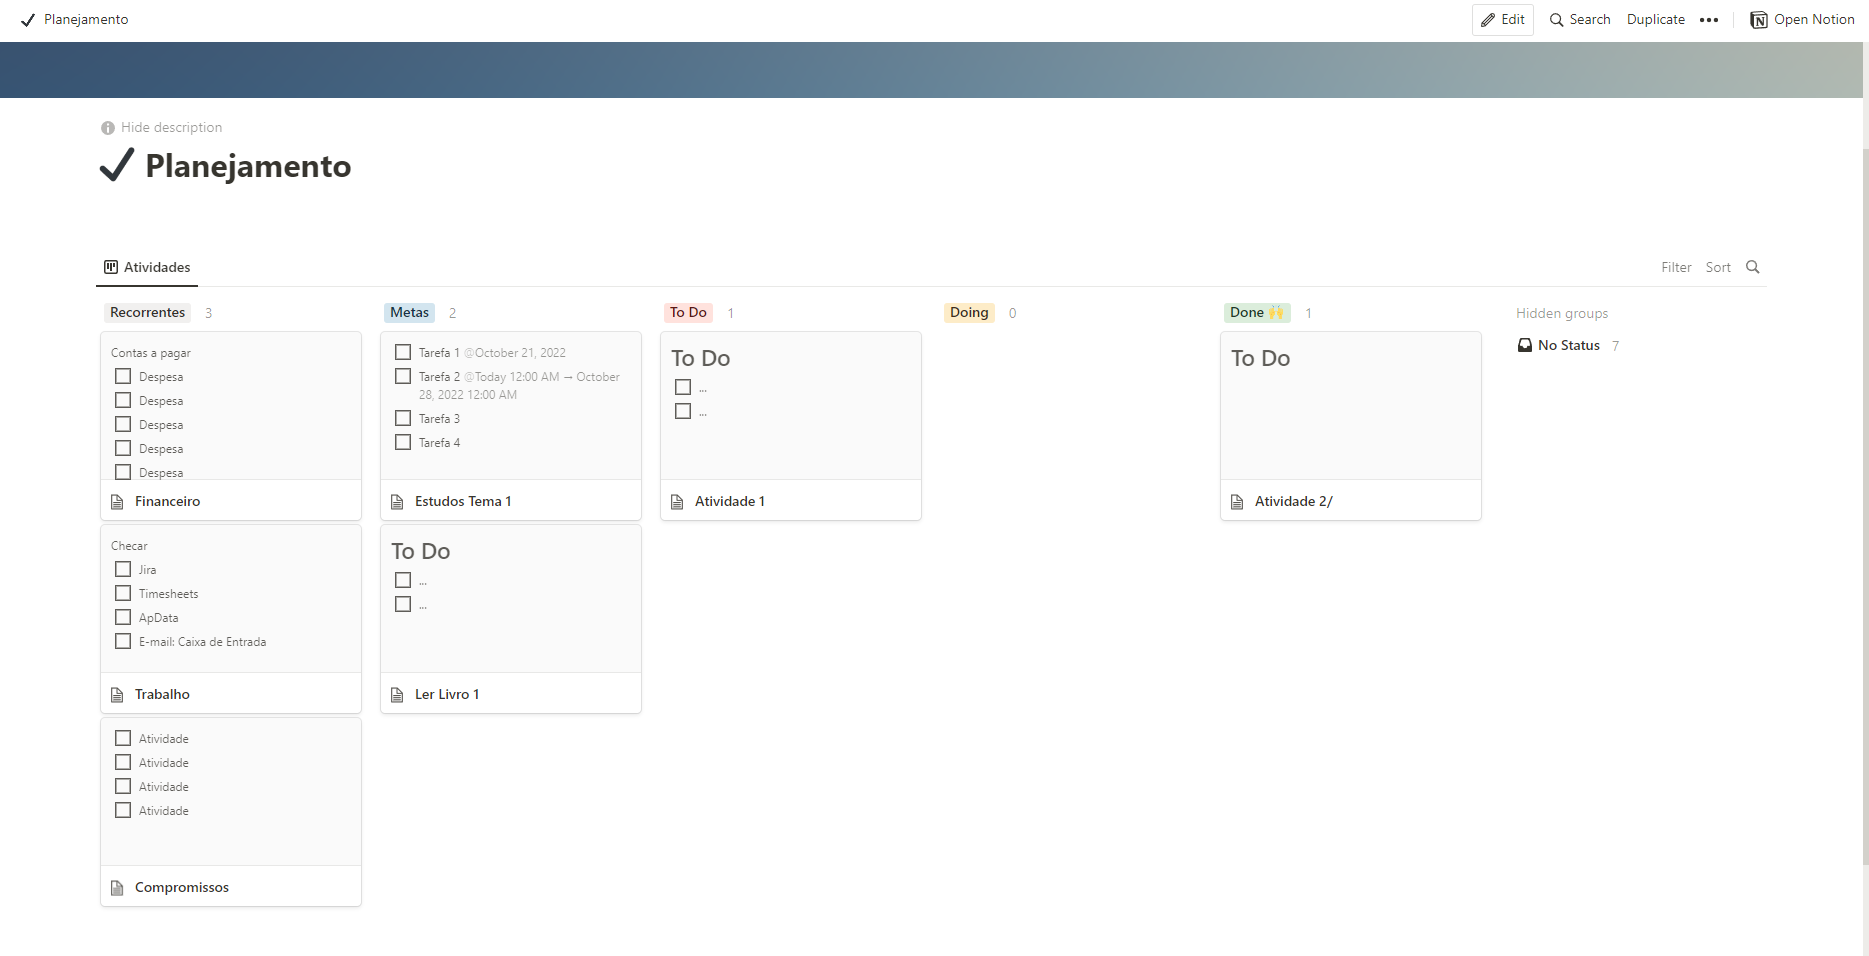 Planejamento
Edit
Search
Duplicate
Open Notion
Hide description
Planejamento
Atividades
Filter
Sort
Recorrentes 3
Contas a pagar
Despesa
Despesa
Despesa
Despesa
Despesa
Financeiro
Checar
Jira
Timesheets
ApData
E-mail: Caixa de Entrada
Trabalho
Atividade
Atividade
Atividade
Atividade
Compromissos
Metas 2
Tarefa 1 @October 21, 2022
Tarefa 2 @Today 12:00 AM → October
28, 2022 12:00 AM
Tarefa 3
Tarefa 4
Estudos Tema 1
To Do
...
...
Ler Livro 1
To Do 1
To Do
...
...
Atividade 1
Doing 0
Done 🙌 1
To Do
Atividade 2/
Hidden groups
No Status 7